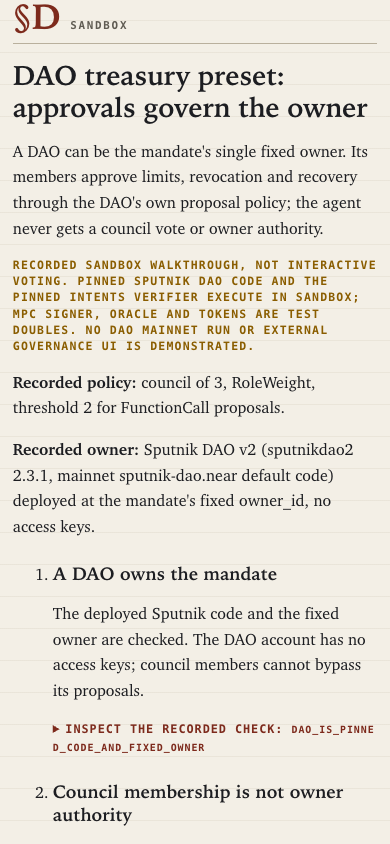 §D SANDBOX
DAO treasury preset:
approvals govern the owner
A DAO can be the mandate's single fixed owner. Its
members approve limits, revocation and recovery
through the DAO's own proposal policy; the agent
never gets a council vote or owner authority.
RECORDED SANDBOX WALKTHROUGH, NOT INTERACTIVE
VOTING. PINNED SPUTNIK DAO CODE AND THE
PINNED INTENTS VERIFIER EXECUTE IN SANDBOX;
MPC SIGNER, ORACLE AND TOKENS ARE TEST
DOUBLES. NO DAO MAINNET RUN OR EXTERNAL
GOVERNANCE UI IS DEMONSTRATED.
Recorded policy: council of 3, RoleWeight,
threshold 2 for FunctionCall proposals.
Recorded owner: Sputnik DAO v2 (sputnikdao2
2.3.1, mainnet sputnik-dao.near default code)
deployed at the mandate's fixed owner_id, no
access keys.
1. A DAO owns the mandate
The deployed Sputnik code and the fixed
owner are checked. The DAO account has no
access keys; council members cannot bypass
its proposals.
▶ INSPECT THE RECORDED CHECK: DAO_IS_PINNE
D_CODE_AND_FIXED_OWNER
2. Council membership is not owner
authority